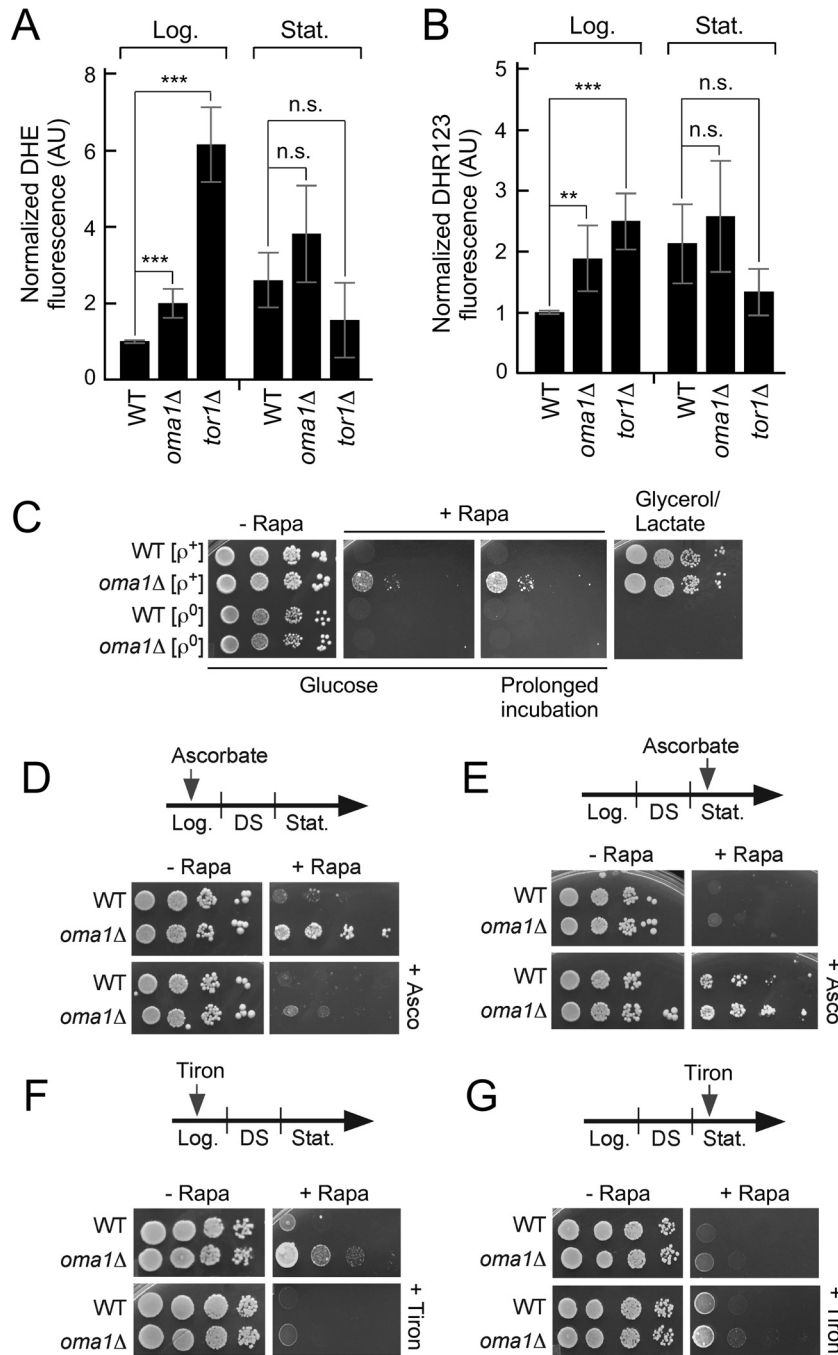 A
Log.
Stat.
Normalized DHE
fluorescence (AU)
8
6
4
2
0
***
***
n.s.
n.s.
WT
oma1Δ
tor1Δ
WT
oma1Δ
tor1Δ
B
Log.
Stat.
Normalized DHR123
fluorescence (AU)
5
4
3
2
1
0
***
**
n.s.
n.s.
WT
oma1Δ
tor1Δ
WT
oma1Δ
tor1Δ
C
- Rapa
+ Rapa
Glycerol/
Lactate
WT [ρ⁺]
oma1Δ [ρ⁺]
WT [ρ⁰]
oma1Δ [ρ⁰]
Glucose
Prolonged
incubation
D
Ascorbate
Log.
DS
Stat.
- Rapa
+ Rapa
WT
oma1Δ
WT
oma1Δ
+ Asco
E
Ascorbate
Log.
DS
Stat.
- Rapa
+ Rapa
WT
oma1Δ
WT
oma1Δ
+ Asco
F
Tiron
Log.
DS
Stat.
- Rapa
+ Rapa
WT
oma1Δ
WT
oma1Δ
+ Tiron
G
Tiron
Log.
DS
Stat.
- Rapa
+ Rapa
WT
oma1Δ
WT
oma1Δ
+ Tiron